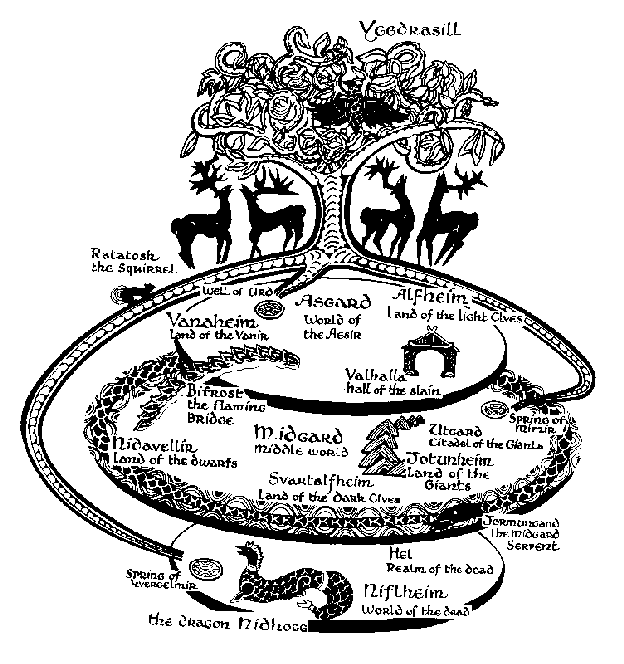 Yggdrasill
Ratatosk
the Squirrel
Well of Urd
Asgard
World of
the Aesir
Alfheim
Land of the Light Elves
Vanaheim
Land of the Vanir
Valhalla
hall of the slain
Bifrost
the flaming
Bridge
Spring of
Mimir
Nidavellir
Land of the dwarfs
Midgard
middle world
Utgard
Citadel of the Giants
Jotunheim
Land of the
Giants
Svartalfheim
Land of the dark Elves
Jormungand
the Midgard
Serpent
Hel
Realm of the dead
Spring of
Hvergelmir
Niflheim
World of the dead
the dragon Nidhogg